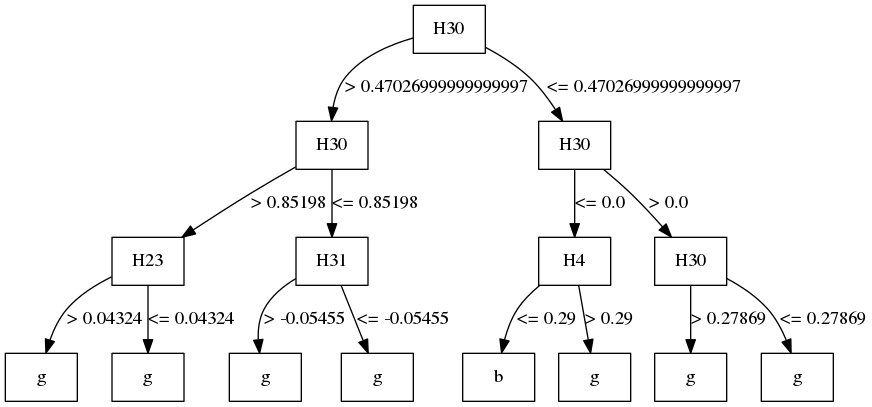 H30
> 0.47026999999999997 <= 0.47026999999999997
H30 H30
> 0.85198 <= 0.85198 <= 0.0 > 0.0
H23 H31 H4 H30
> 0.04324 <= 0.04324 > -0.05455 <= -0.05455 <= 0.29 > 0.29 > 0.27869 <= 0.27869
g g g g b g g g